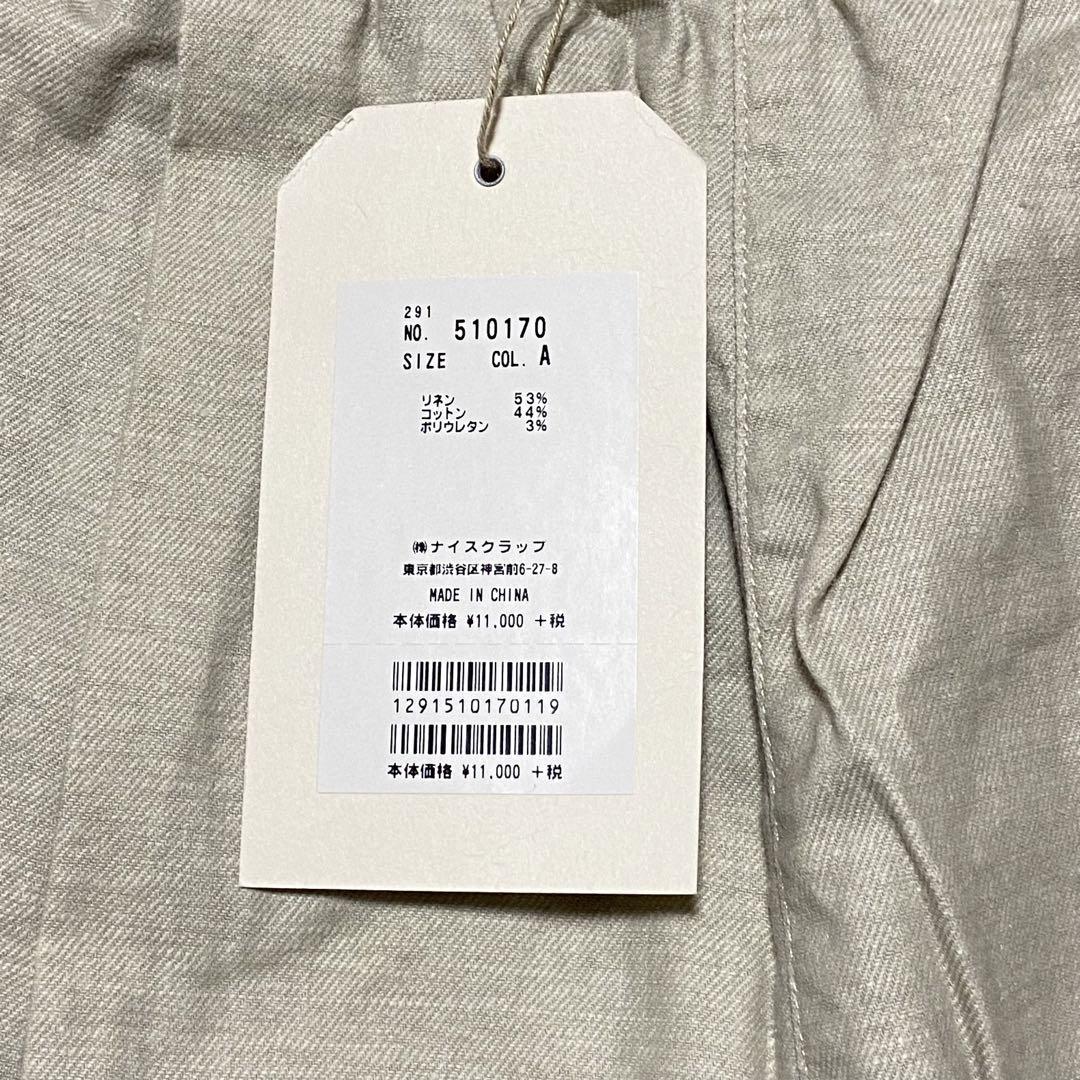 291
NO. 510170
SIZE COL. A
リネン 53%
コットン 44%
ポリウレタン 3%
㈱ナイスクラップ
東京都渋谷区神宮前6-27-8
MADE IN CHINA
本体価格 ¥11,000 +税
1291510170119
本体価格 ¥11,000 +税